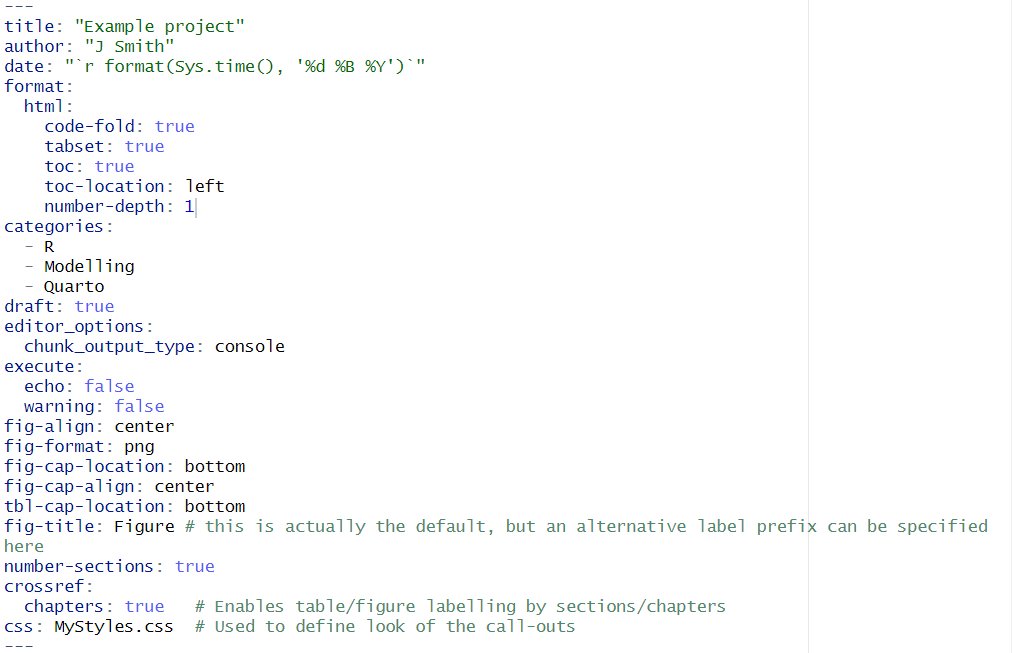 ---
title: "Example project"
author: "J Smith"
date: "`r format(Sys.time(), '%d %B %Y')`"
format:
  html:
    code-fold: true
    tabset: true
    toc: true
    toc-location: left
    number-depth: 1
categories:
  - R
  - Modelling
  - Quarto
draft: true
editor_options:
  chunk_output_type: console
execute:
  echo: false
  warning: false
fig-align: center
fig-format: png
fig-cap-location: bottom
fig-cap-align: center
tbl-cap-location: bottom
fig-title: Figure # this is actually the default, but an alternative label prefix can be specified
here
number-sections: true
crossref:
  chapters: true   # Enables table/figure labelling by sections/chapters
css: MyStyles.css  # Used to define look of the call-outs
---